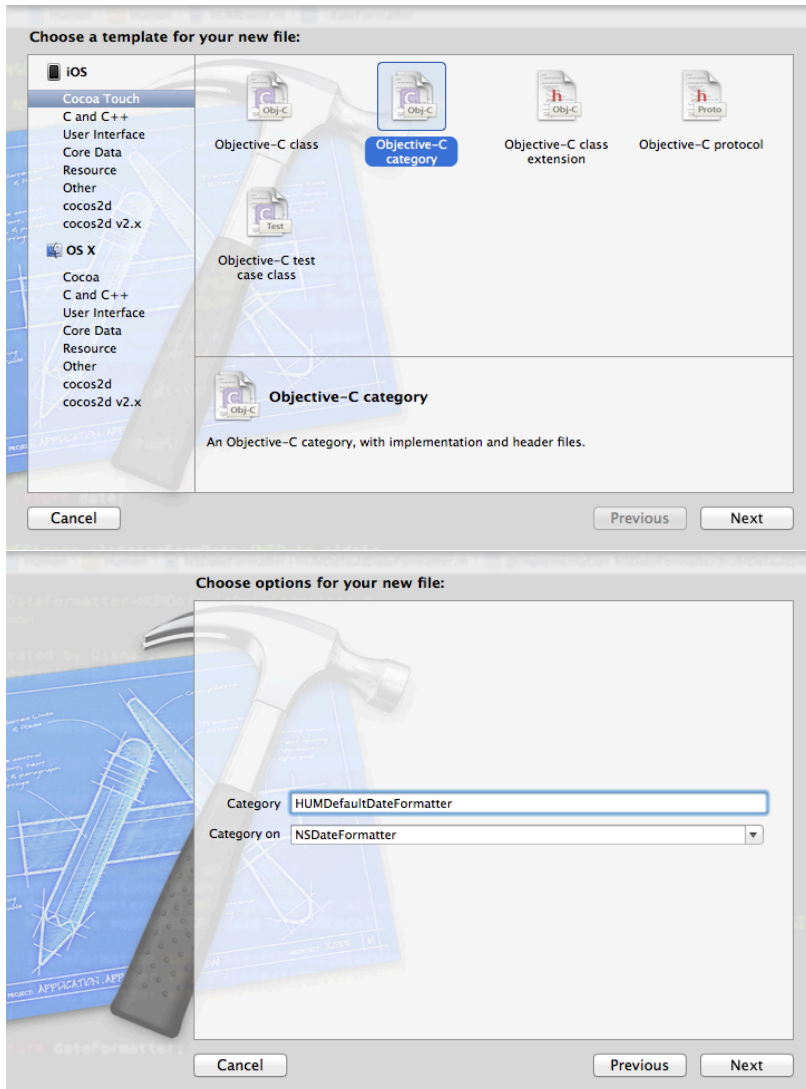 Choose a template for your new file:
iOS
Cocoa Touch
C and C++
User Interface
Core Data
Resource
Other
cocos2d
cocos2d v2.x
OS X
Cocoa
C and C++
User Interface
Core Data
Resource
Other
cocos2d
cocos2d v2.x
Obj-C
Objective-C class
Obj-C
Objective-C
category
Obj-C
Objective-C class
extension
Proto
Objective-C protocol
Test
Objective-C test
case class
Obj-C
Objective-C category
An Objective-C category, with implementation and header files.
Cancel
Previous
Next
Choose options for your new file:
Category
HUMDefaultDateFormatter
Category on
NSDateFormatter
PROJECT: APPLICATION.APP
Cancel
Previous
Next